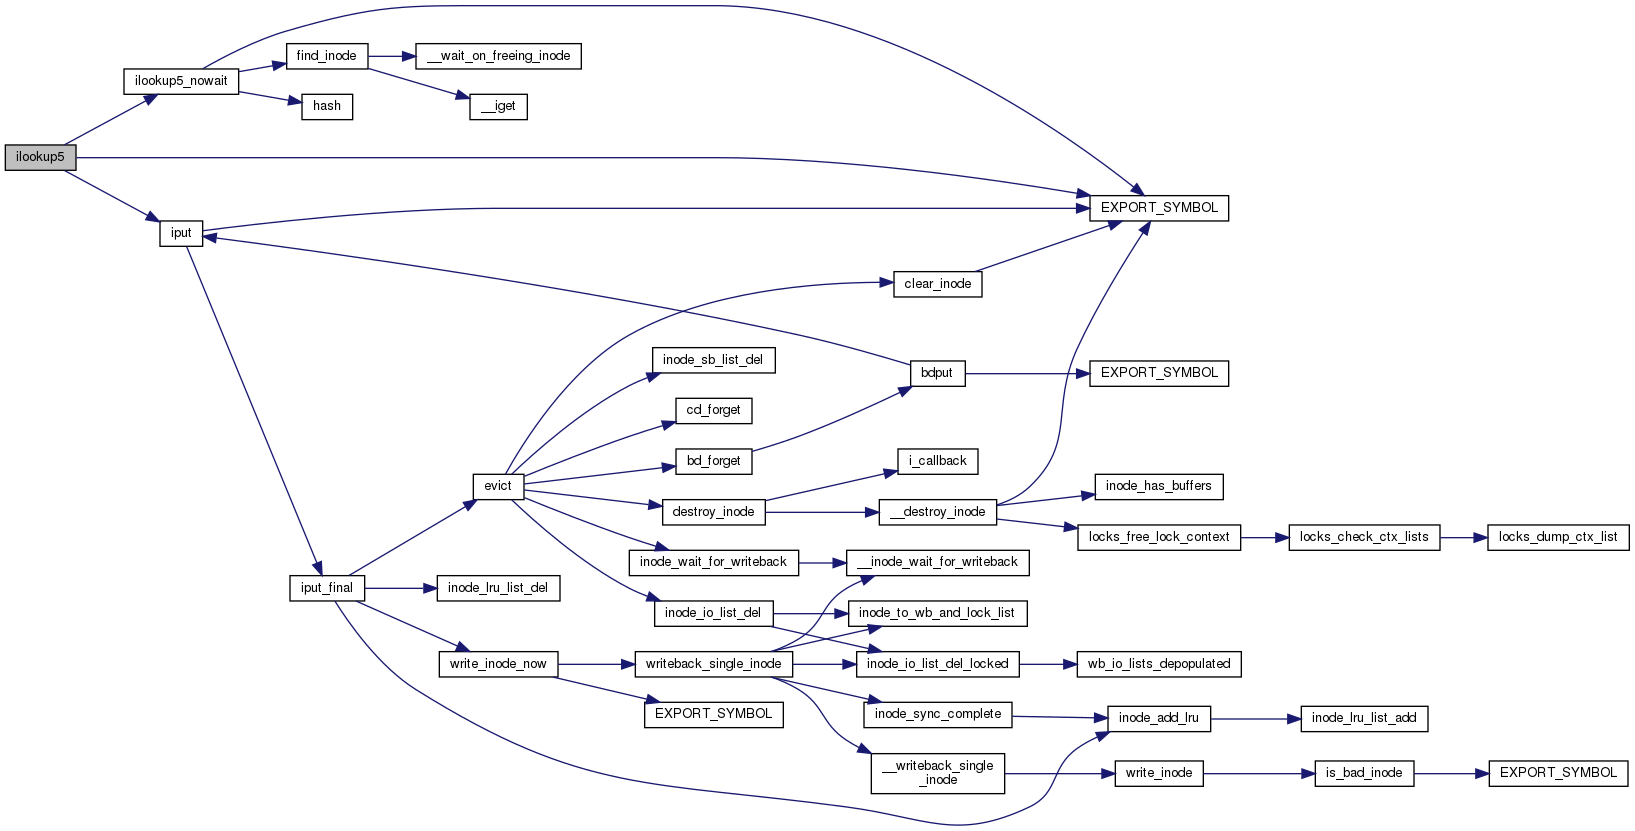 ilookup5
ilookup5_nowait
find_inode
__wait_on_freeing_inode
hash
__iget
EXPORT_SYMBOL
iput
clear_inode
inode_sb_list_del
bdput
EXPORT_SYMBOL
cd_forget
bd_forget
i_callback
evict
destroy_inode
__destroy_inode
inode_has_buffers
locks_free_lock_context
locks_check_ctx_lists
locks_dump_ctx_list
inode_wait_for_writeback
__inode_wait_for_writeback
iput_final
inode_lru_list_del
inode_io_list_del
inode_to_wb_and_lock_list
write_inode_now
writeback_single_inode
inode_io_list_del_locked
wb_io_lists_depopulated
EXPORT_SYMBOL
inode_sync_complete
inode_add_lru
inode_lru_list_add
__writeback_single
_inode
write_inode
is_bad_inode
EXPORT_SYMBOL